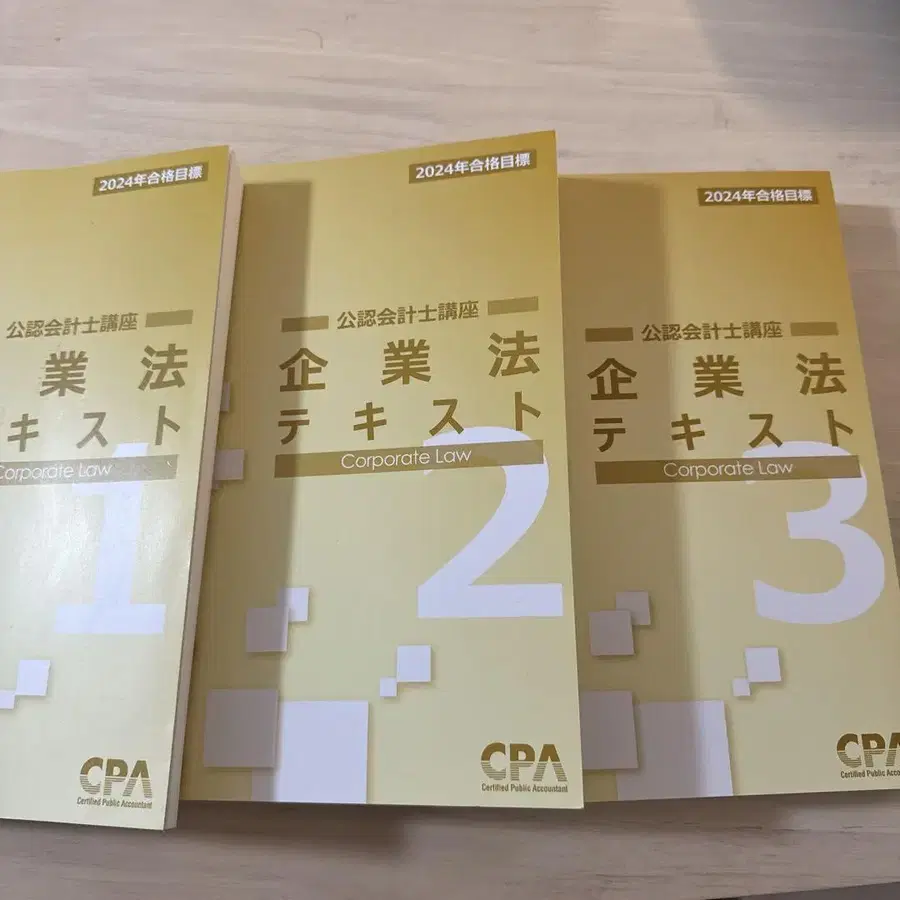 2024年合格目標
公認会計士講座
業法
キスト
Corporate Law
1
CPA
Certified Public Accountant
2024年合格目標
公認会計士講座
企業法
テキスト
Corporate Law
2
CPA
Certified Public Accountant
2024年合格目標
公認会計士講座
企業法
テキスト
Corporate Law
3
CPA
Certified Public Accountant